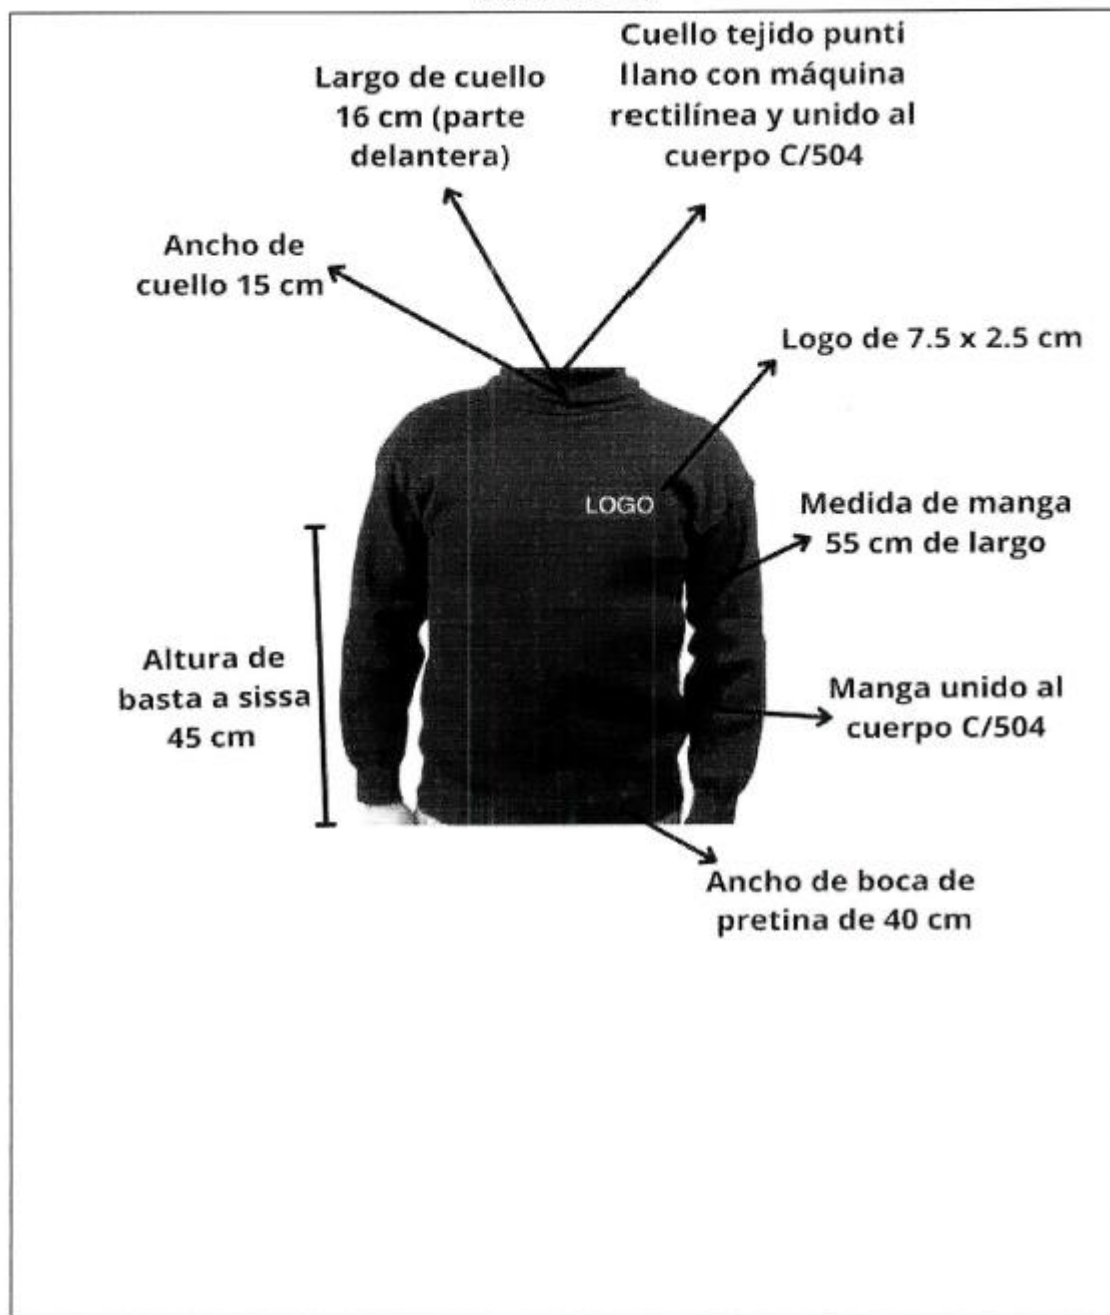 Largo de cuello
16 cm (parte
delantera)
Cuello tejido punti
llano con máquina
rectilínea y unido al
cuerpo C/504
Ancho de
cuello 15 cm
Logo de 7.5 x 2.5 cm
LOGO
Medida de manga
55 cm de largo
Altura de
basta a sissa
45 cm
Manga unido al
cuerpo C/504
Ancho de boca de
pretina de 40 cm